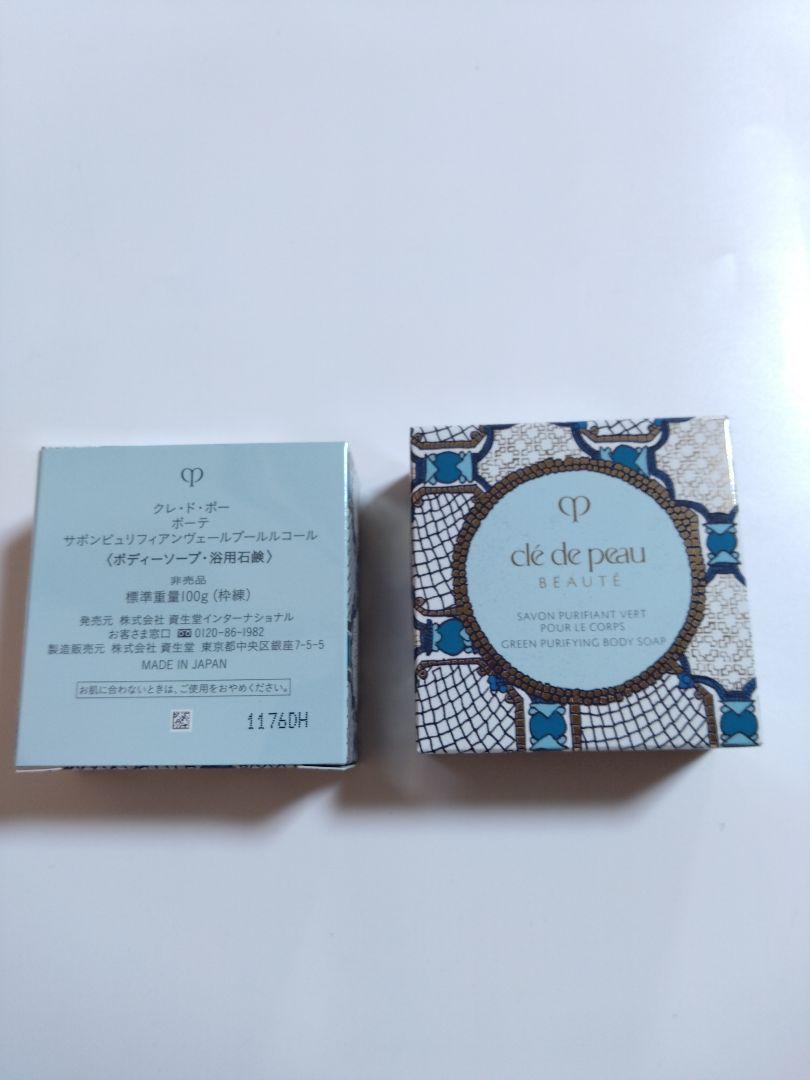 クレ・ド・ポー
ボーテ
サボンピュリフィアンヴェールプールルコール
〈ボディーソープ・浴用石鹸〉
非売品
標準重量100g（枠練）
発売元 株式会社 資生堂インターナショナル
お客さま窓口 0120-86-1982
製造販売元 株式会社 資生堂 東京都中央区銀座7-5-5
MADE IN JAPAN
お肌に合わないときは、ご使用をおやめください。
1176DH
clé de peau
BEAUTÉ
SAVON PURIFIANT VERT
POUR LE CORPS
GREEN PURIFYING BODY SOAP